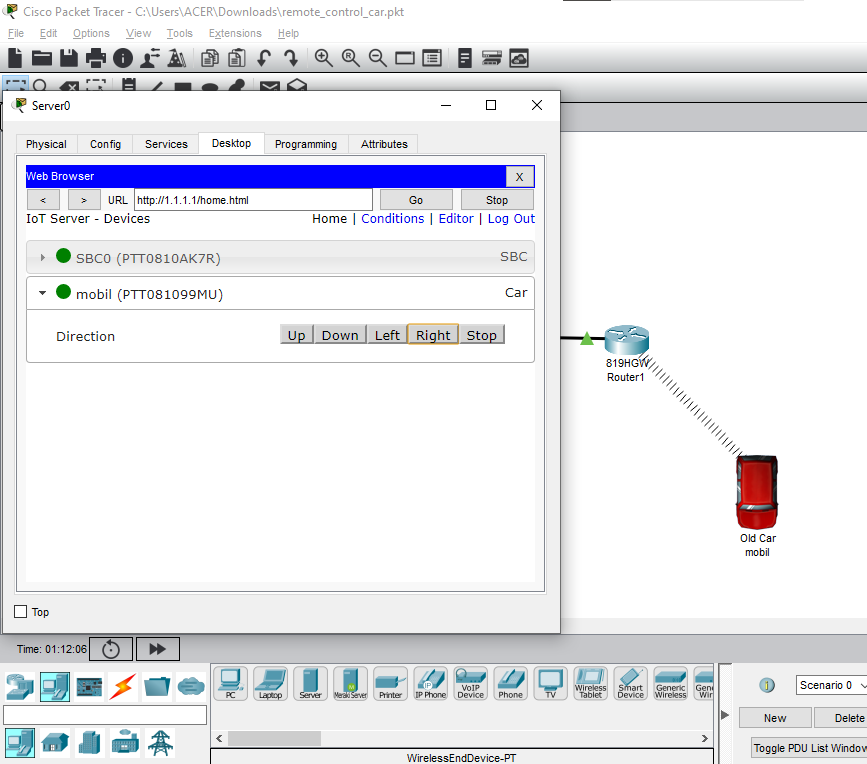 Cisco Packet Tracer - C:\Users\ACER\Downloads\remote_control_car.pkt
File Edit Options View Tools Extensions Help
Server0
Physical Config Services Desktop Programming Attributes
Web Browser X
< > URL http://1.1.1.1/home.html Go Stop
IoT Server - Devices Home | Conditions | Editor | Log Out
SBC0 (PTT0810AK7R) SBC
mobil (PTT081099MU) Car
Direction Up Down Left Right Stop
819HGW
Router1
Old Car
mobil
Top
Time: 01:12:06
PC Laptop Server Meraki Server Printer IP Phone VoIP Device Phone TV Wireless Tablet Smart Device Generic Wireless
Scenario 0
New Delete
Toggle PDU List Window
WirelessEndDevice-PT